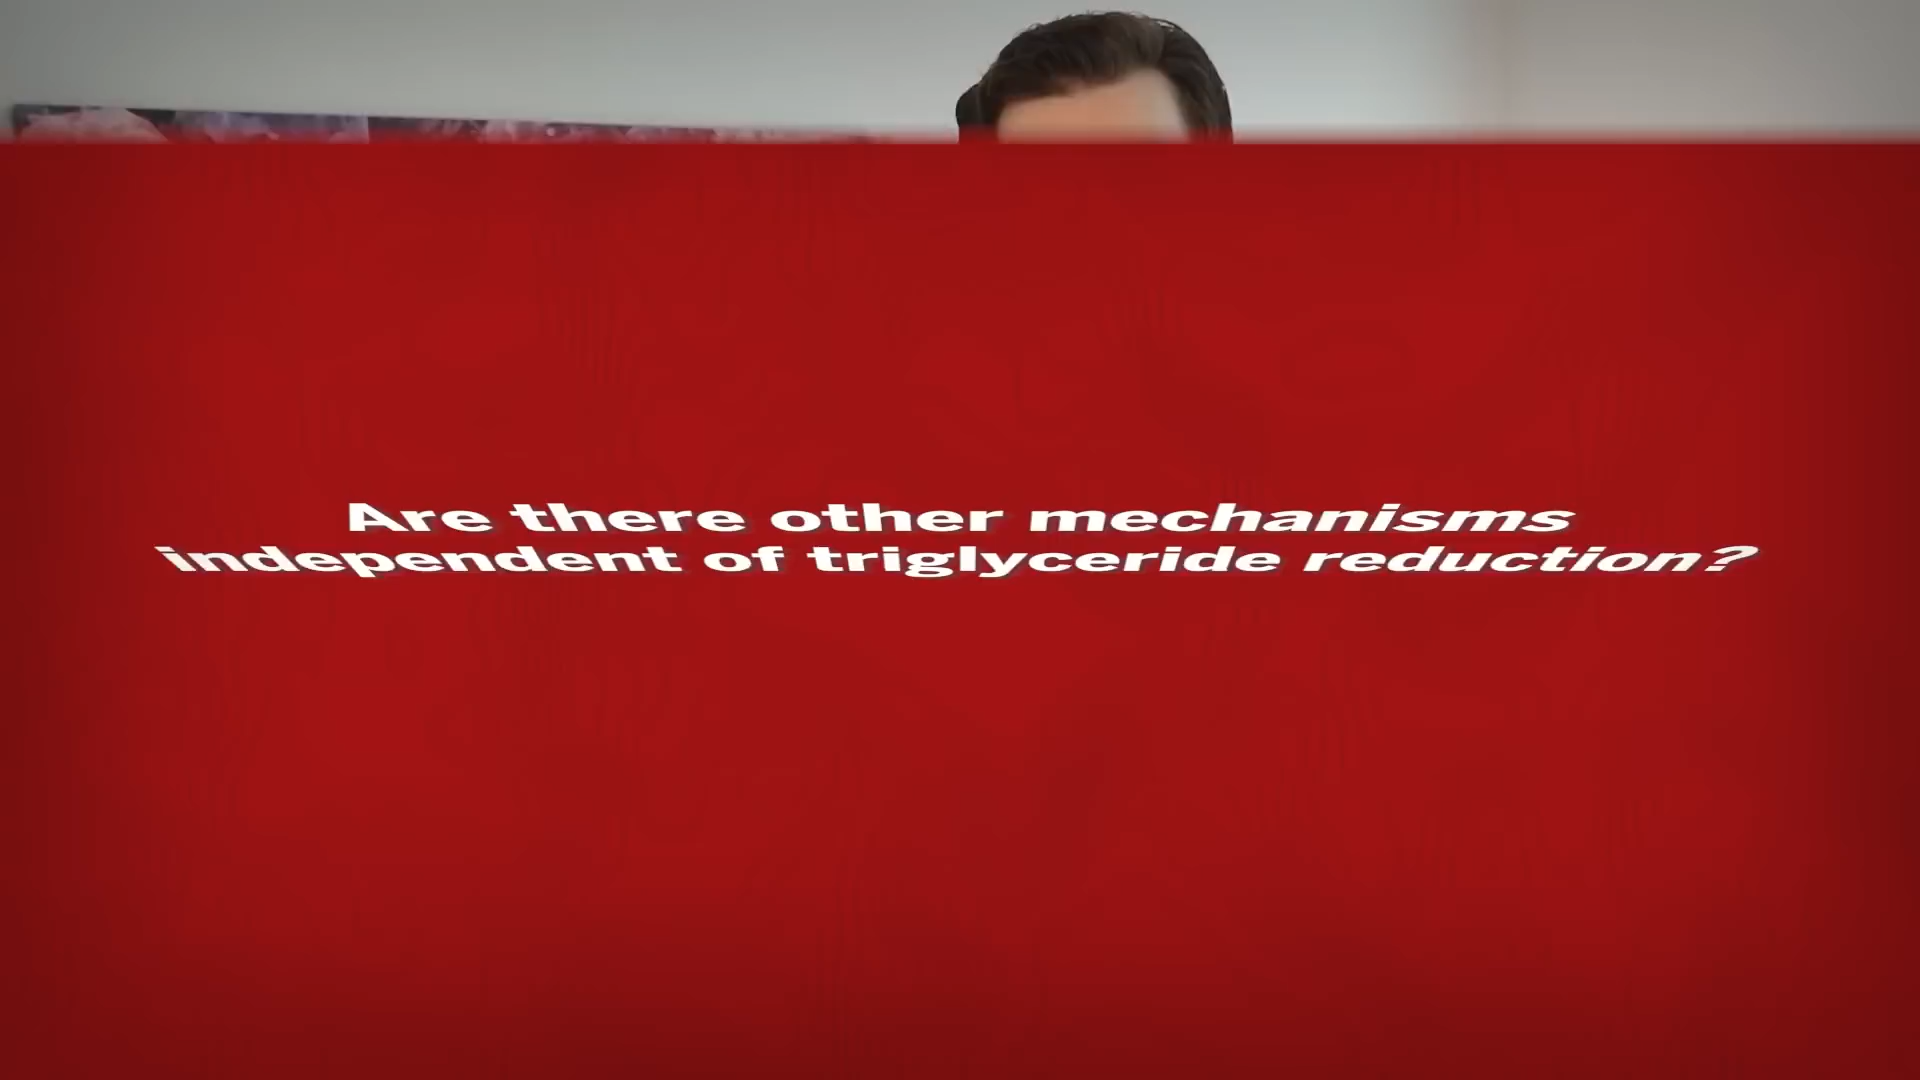 Are there other mechanisms
independent of triglyceride reduction?